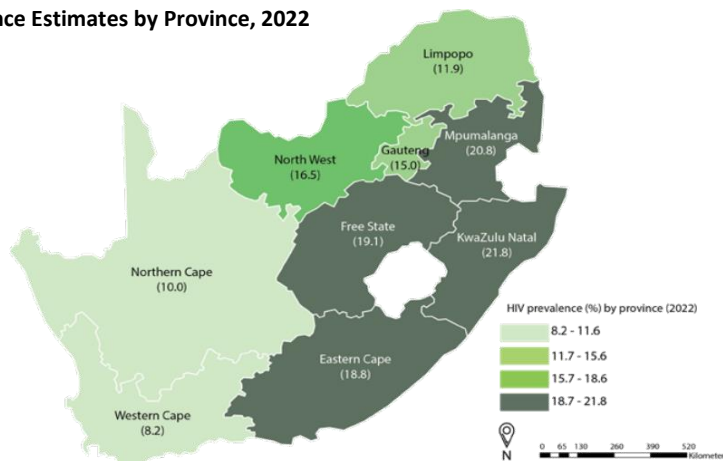 nce Estimates by Province, 2022
Limpopo
(11.9)
Mpumalanga
(20.8)
Gauteng
(15.0)
North West
(16.5)
Free State
(19.1)
KwaZulu Natal
(21.8)
Northern Cape
(10.0)
Eastern Cape
(18.8)
Western Cape
(8.2)
HIV prevalence (%) by province (2022)
8.2 - 11.6
11.7 - 15.6
15.7 - 18.6
18.7 - 21.8
N
0 65 130 260 390 520
Kilometer